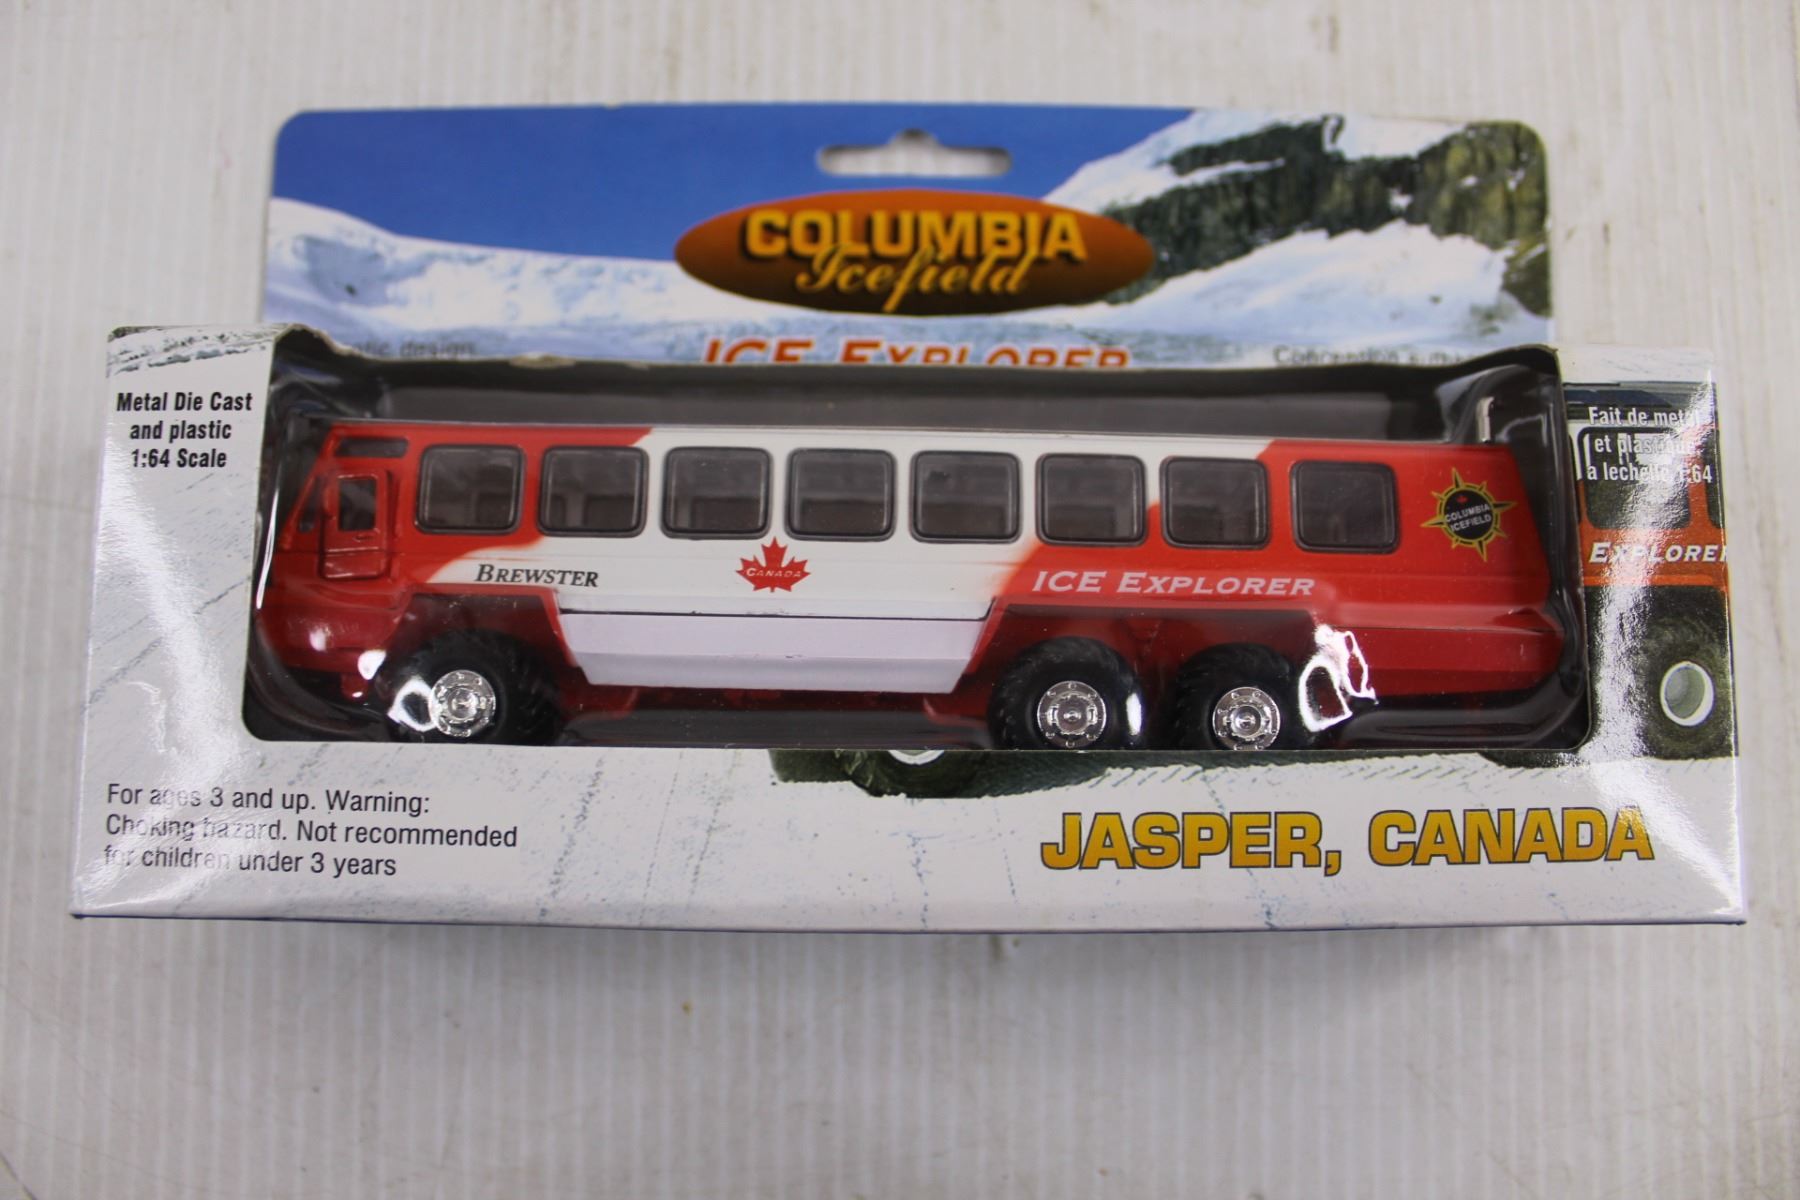 COLUMBIA
Icefield
ICE EXPLORER
design
Metal Die Cast
and plastic
1:64 Scale
Fait de metal
et plastique.
a lechelle 1:64
COLUMBIA
ICEFIELD
BREWSTER
CANADA
ICE EXPLORER
EXPLORER
For ages 3 and up. Warning:
Choking hazard. Not recommended
for children under 3 years
JASPER, CANADA